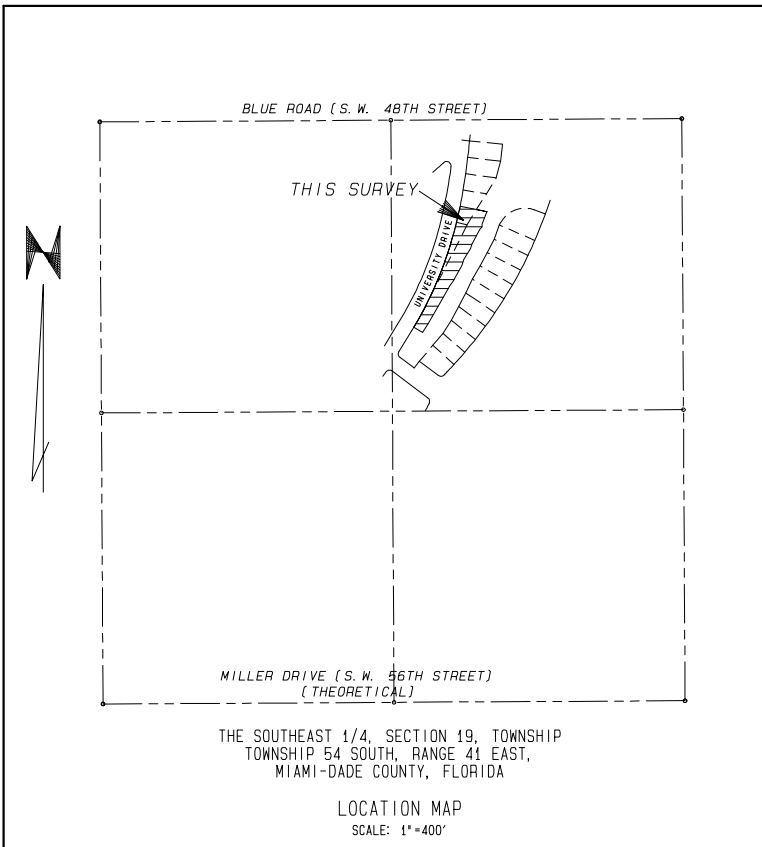 BLUE ROAD (S.W. 48TH STREET)
THIS SURVEY
UNIVERSITY DRIVE
N
MILLER DRIVE (S.W. 56TH STREET)
(THEORETICAL)
THE SOUTHEAST 1/4, SECTION 19, TOWNSHIP
TOWNSHIP 54 SOUTH, RANGE 41 EAST,
MIAMI-DADE COUNTY, FLORIDA
LOCATION MAP
SCALE: 1"=400'